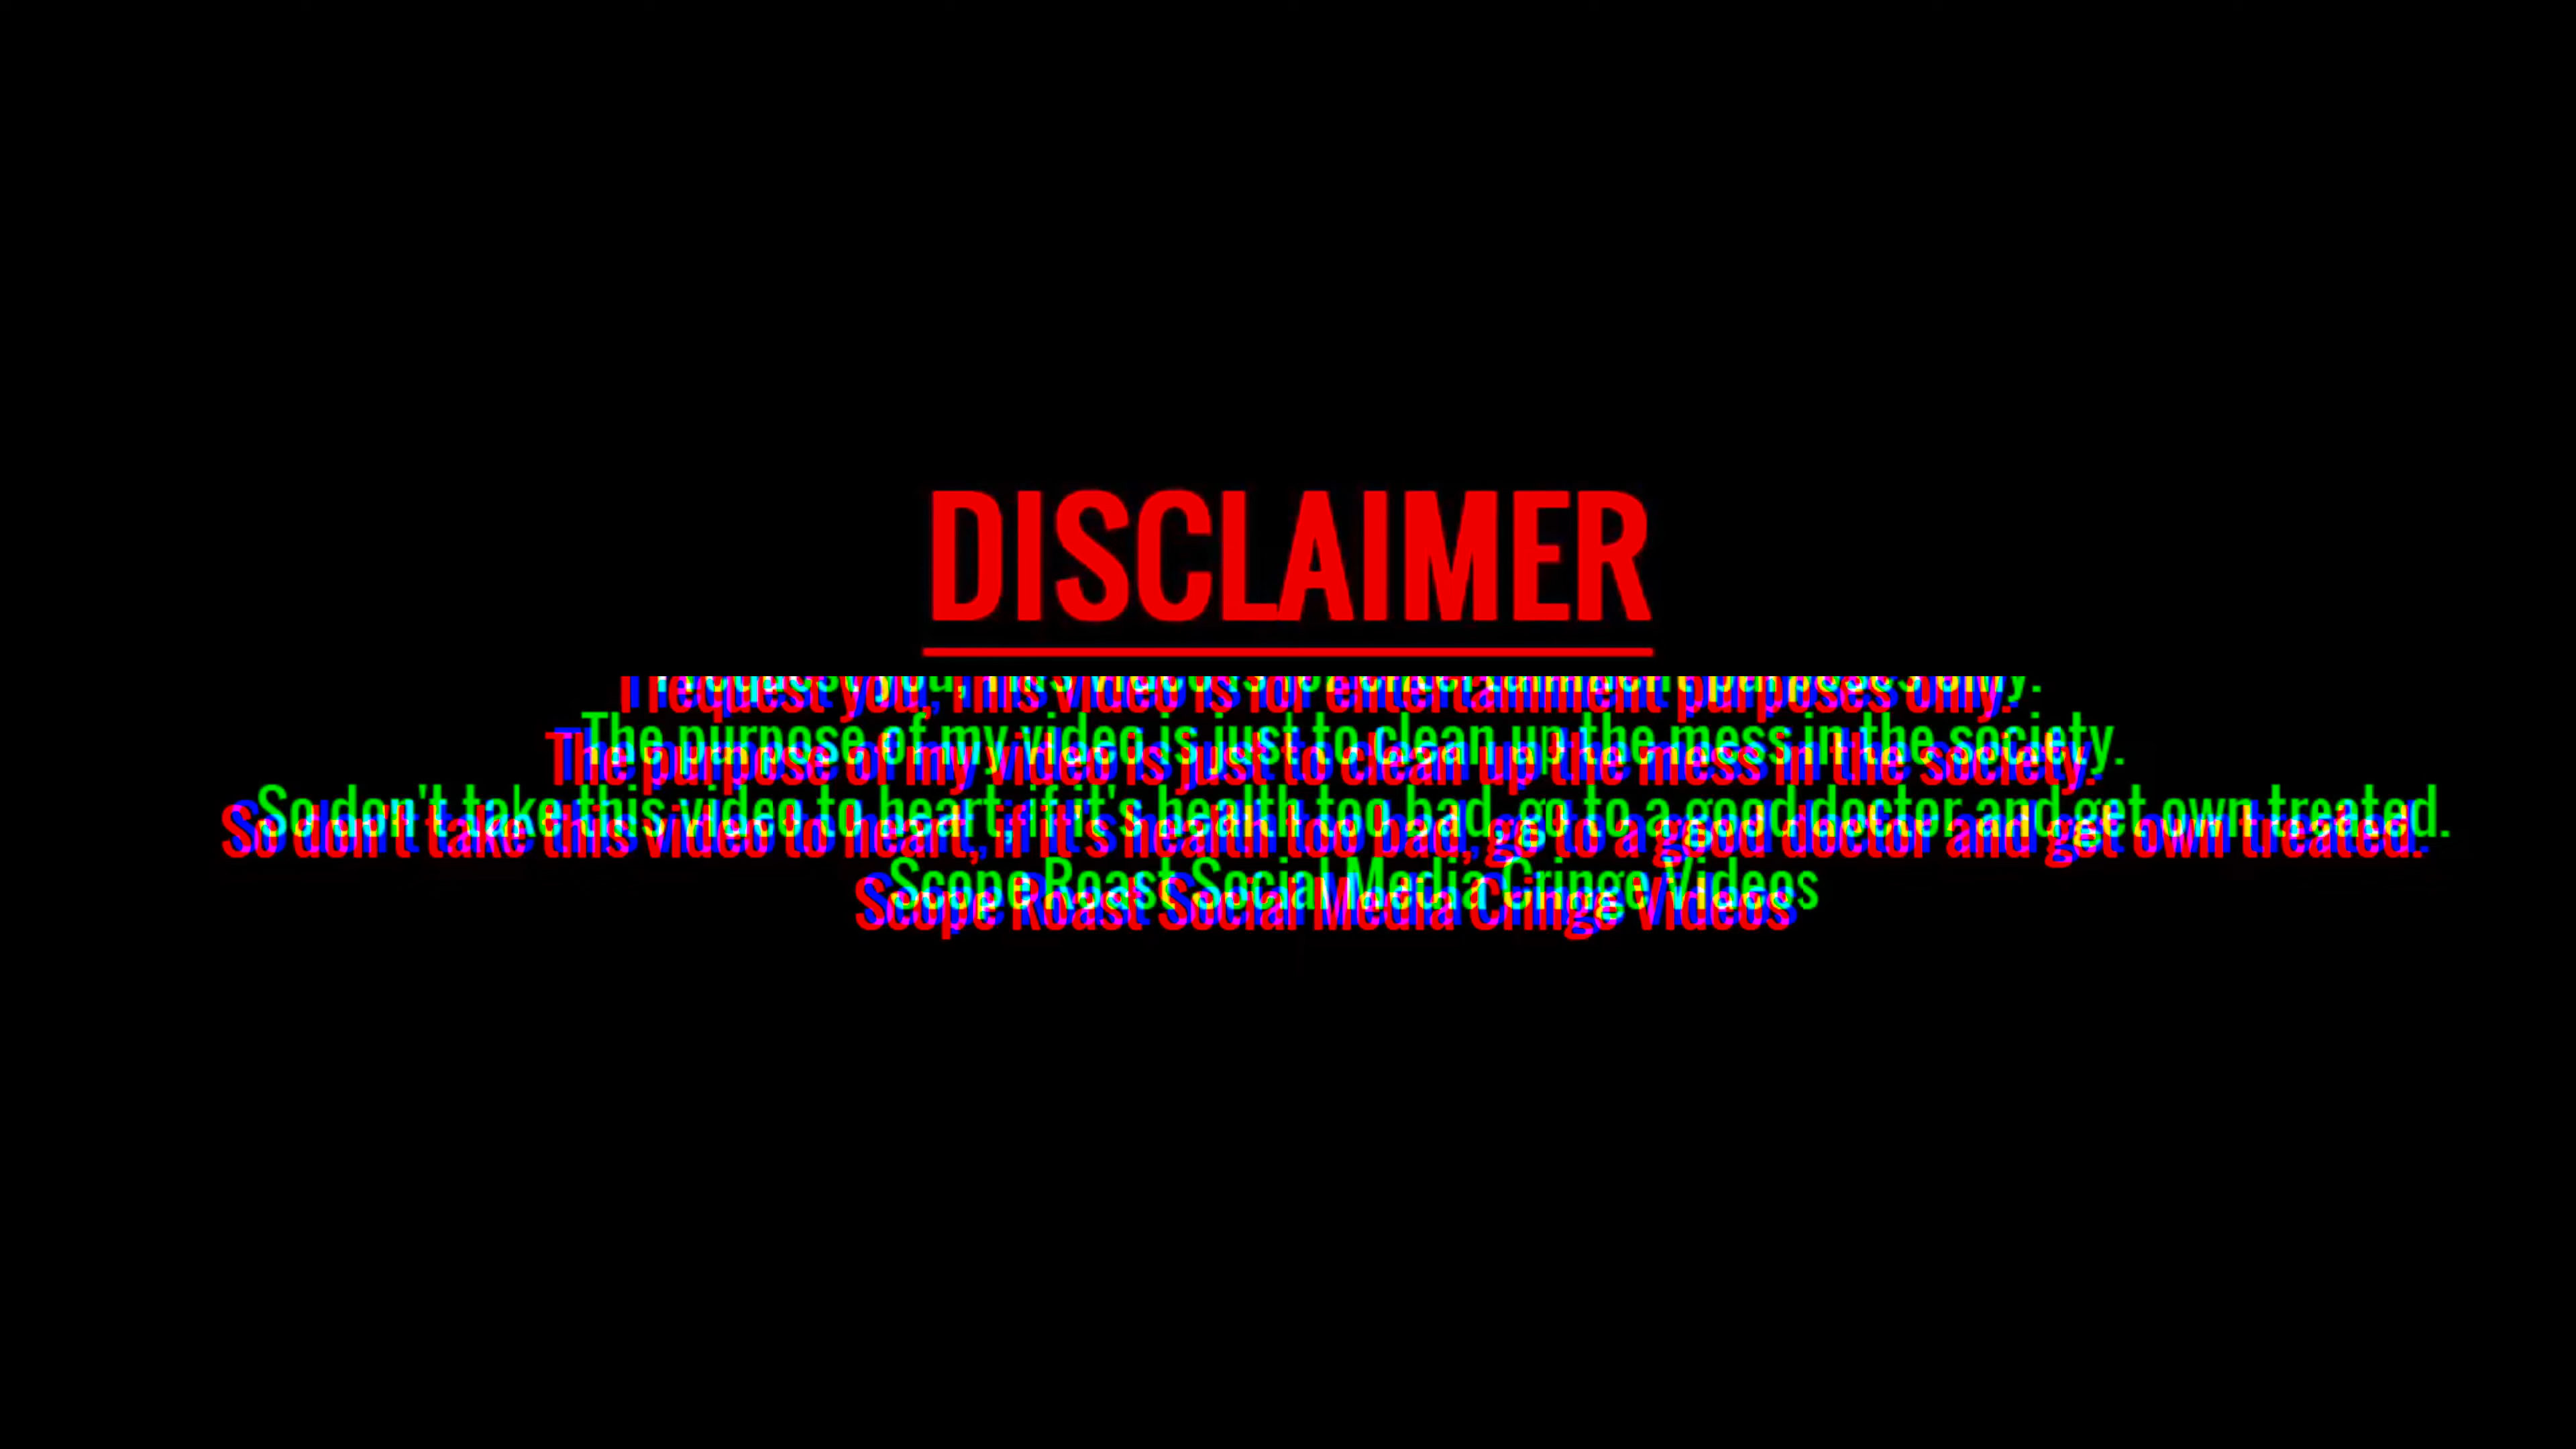 DISCLAIMER
I request you, This video is for entertainment purposes only.
The purpose of my video is just to clean up the mess in the society.
So don't take this video to heart, if it's health too bad, go to a good doctor and get own treated.
Scope Roast Social Media Cringe Videos